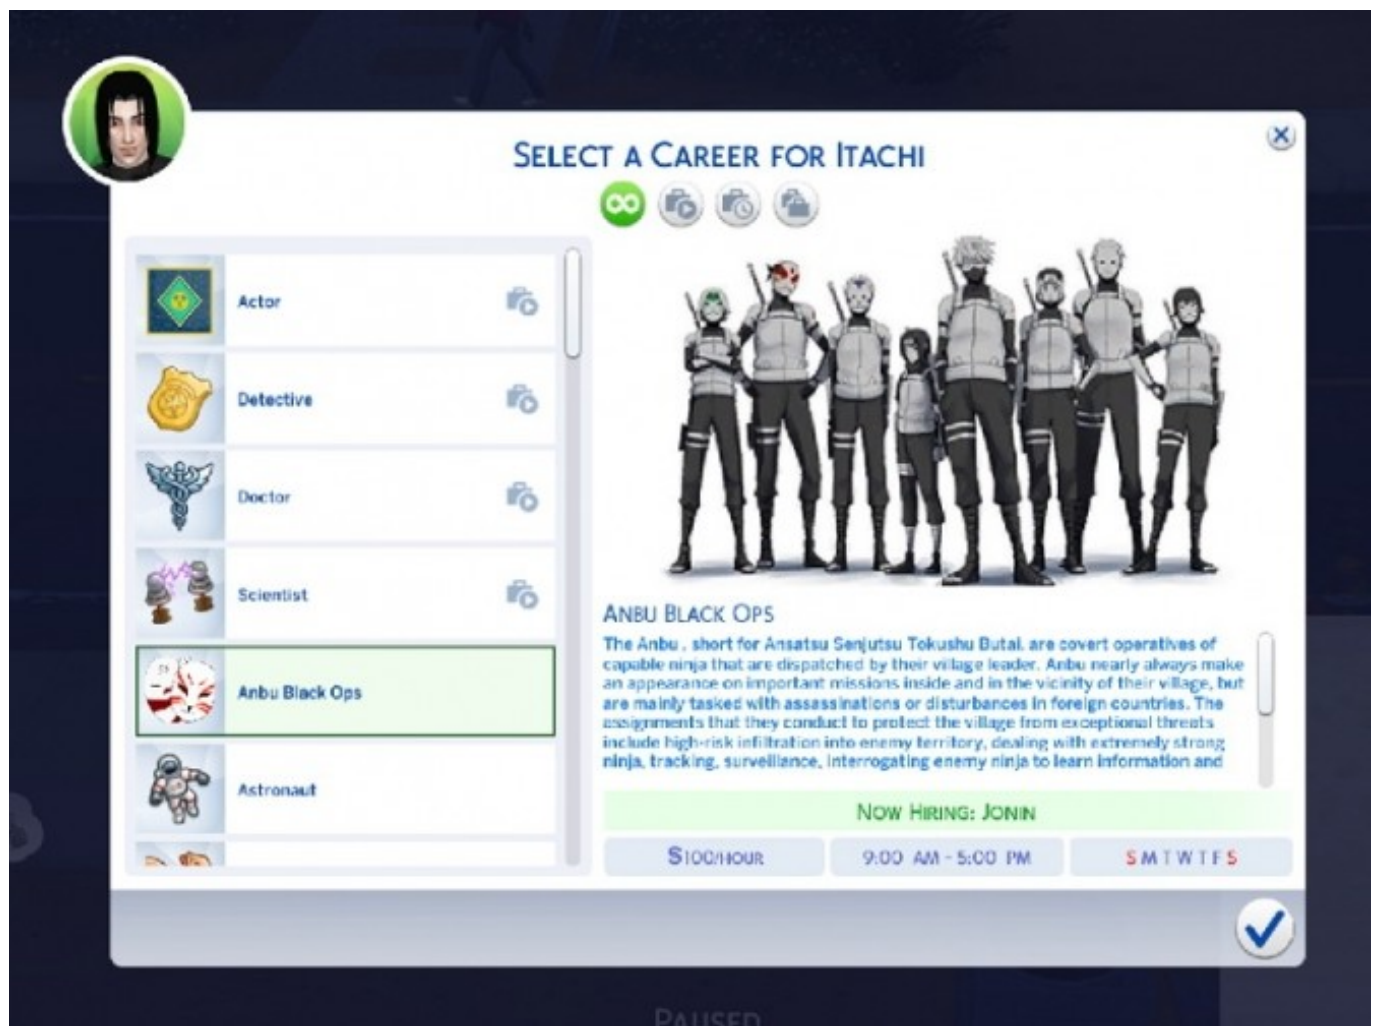 SELECT A CAREER FOR ITACHI
Actor
Detective
Doctor
Scientist
Anbu Black Ops
Astronaut
ANBU BLACK OPS
The Anbu , short for Ansatsu Senjutsu Tokushu Butai, are covert operatives of
capable ninja that are dispatched by their village leader. Anbu nearly always make
an appearance on important missions inside and in the vicinity of their village, but
are mainly tasked with assassinations or disturbances in foreign countries. The
assignments that they conduct to protect the village from exceptional threats
include high-risk infiltration into enemy territory, dealing with extremely strong
ninja, tracking, surveillance, interrogating enemy ninja to learn information and
NOW HIRING: JONIN
§100/HOUR
9:00 AM - 5:00 PM
S M T W T F S
PAUSED